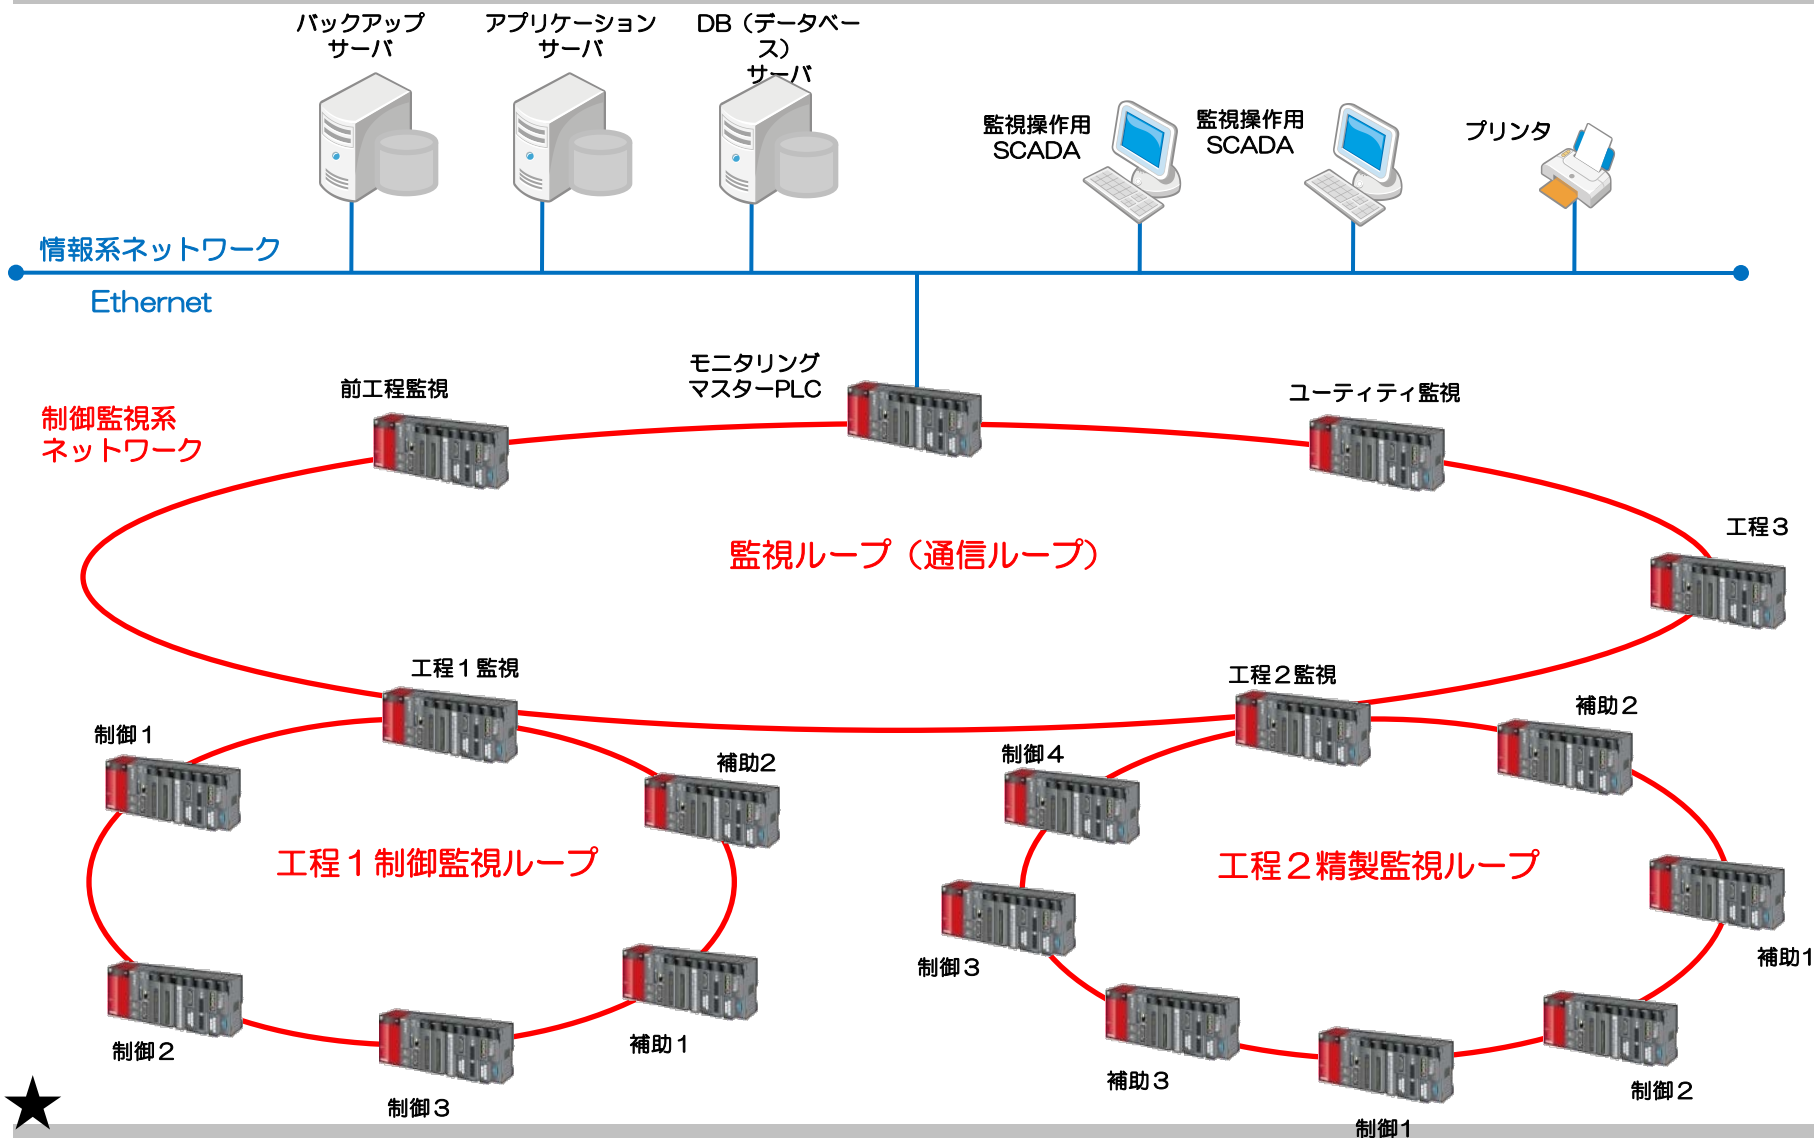 バックアップ
サーバ
アプリケーション
サーバ
DB（データベー
ス）
サーバ
監視操作用
SCADA
監視操作用
SCADA
プリンタ
情報系ネットワーク
Ethernet
モニタリング
マスターPLC
前工程監視
ユーティティ監視
制御監視系
ネットワーク
工程３
監視ループ（通信ループ）
工程１監視
工程２監視
制御１
補助２
制御４
補助２
工程１制御監視ループ
工程２精製監視ループ
制御３
補助１
制御２
補助１
制御３
補助３
制御２
制御１